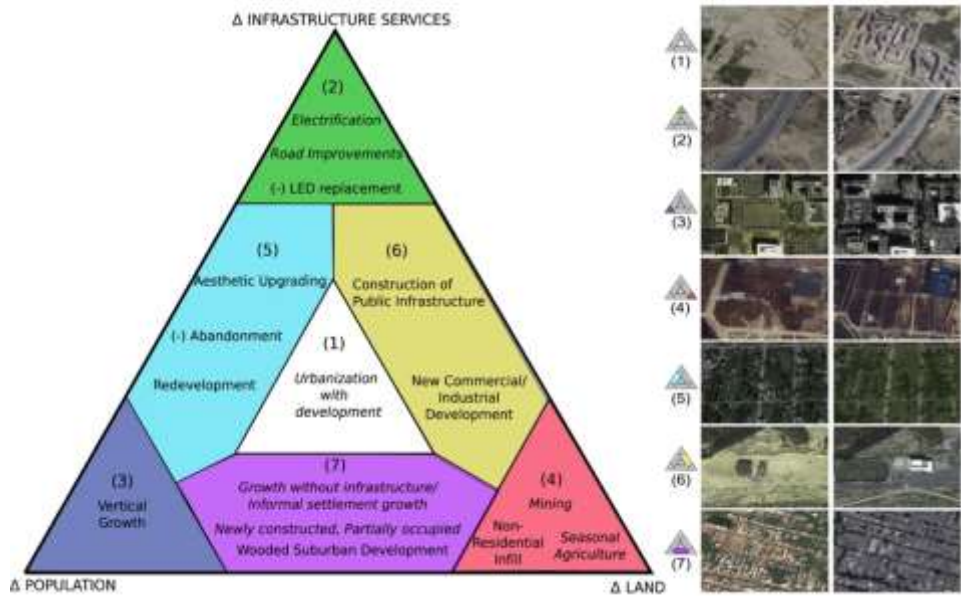 Δ INFRASTRUCTURE SERVICES
(2)
Electrification
Road Improvements
(-) LED replacement
(5)
Aesthetic Upgrading
(-) Abandonment
Redevelopment
(6)
Construction of
Public Infrastructure
New Commercial/
Industrial
Development
(1)
Urbanization
with
development
(3)
Vertical
Growth
(7)
Growth without infrastructure/
Informal settlement growth
Newly constructed, Partially occupied
Wooded Suburban Development
(4)
Mining
Non-
Residential
Infill
Seasonal
Agriculture
Δ POPULATION
Δ LAND
(1)
(2)
(3)
(4)
(5)
(6)
(7)